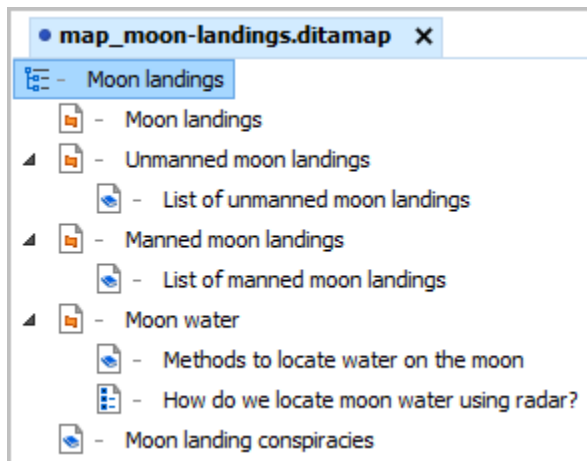 map_moon-landings.ditamap
– Moon landings
– Moon landings
– Unmanned moon landings
– List of unmanned moon landings
– Manned moon landings
– List of manned moon landings
– Moon water
– Methods to locate water on the moon
– How do we locate moon water using radar?
– Moon landing conspiracies